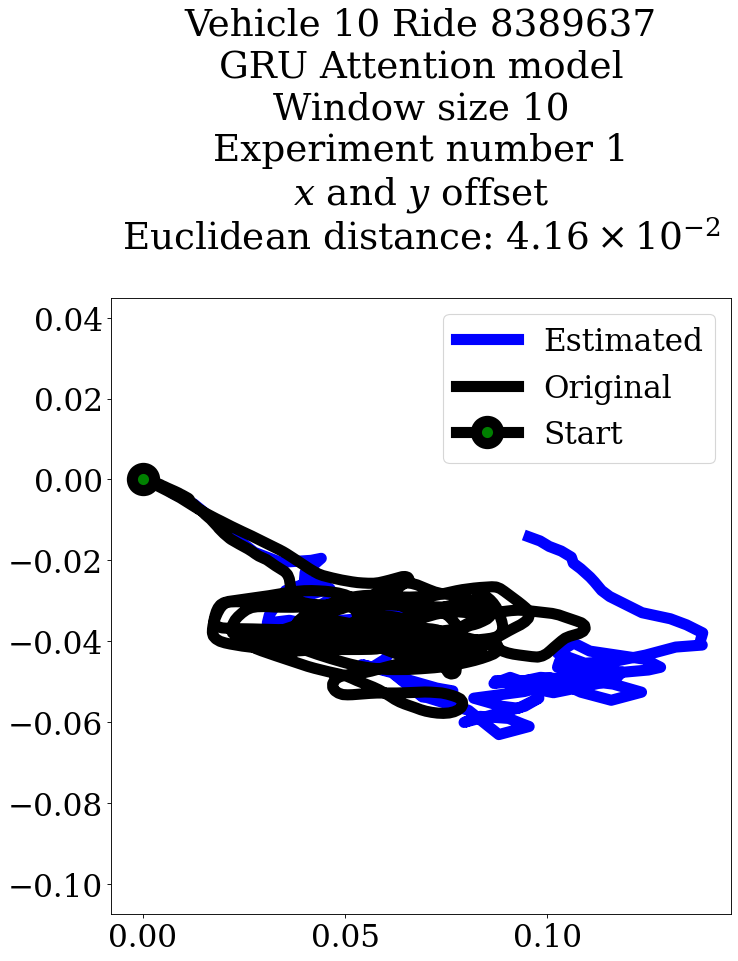 Vehicle 10 Ride 8389637
GRU Attention model
Window size 10
Experiment number 1
x and y offset
Euclidean distance: 4.16 × 10⁻²
Estimated
Original
Start
0.04
0.02
0.00
−0.02
−0.04
−0.06
−0.08
−0.10
0.00 0.05 0.10